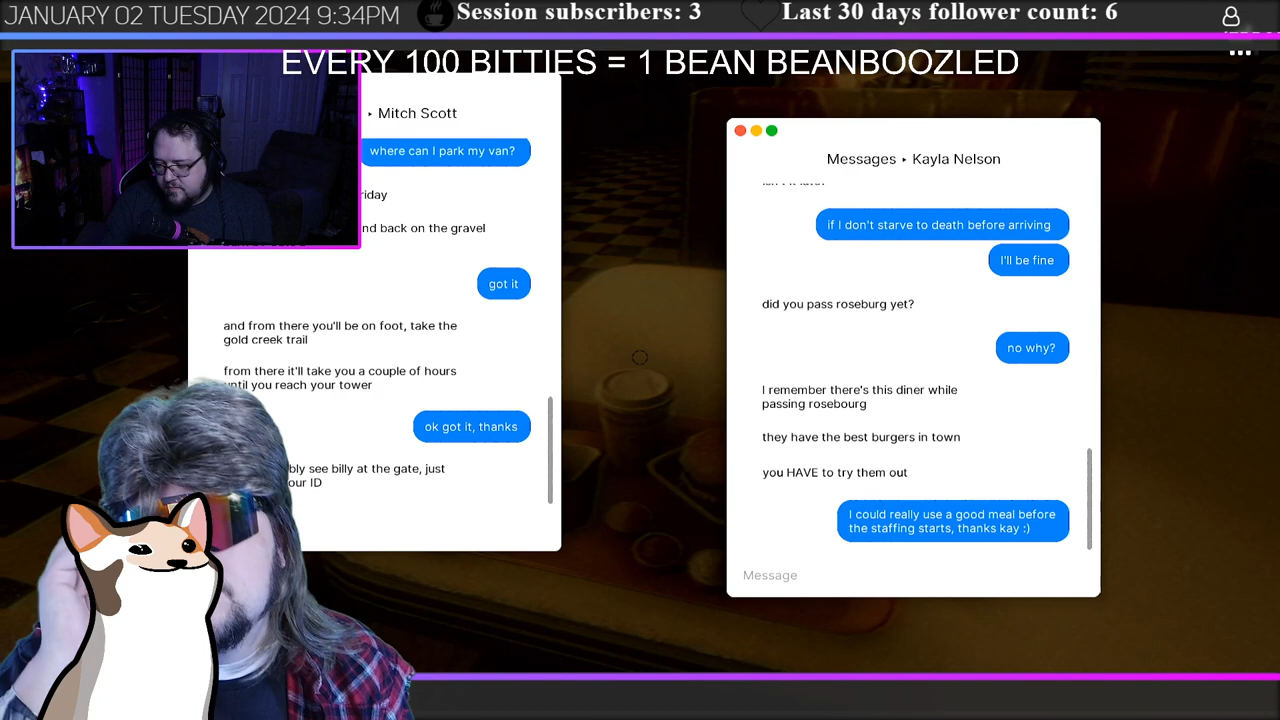 JANUARY 02 TUESDAY 2024 9:34PM
Session subscribers: 3
Last 30 days follower count: 6
EVERY 100 BITTIES = 1 BEAN BEANBOOZLED
▸ Mitch Scott
where can I park my van?
nd back on the gravel
got it
and from there you'll be on foot, take the
gold creek trail
from there it'll take you a couple of hours
until you reach your tower
ok got it, thanks
bly see billy at the gate, just
our ID
Messages ▸ Kayla Nelson
if I don't starve to death before arriving
I'll be fine
did you pass roseburg yet?
no why?
I remember there's this diner while
passing rosebourg
they have the best burgers in town
you HAVE to try them out
I could really use a good meal before
the staffing starts, thanks kay :)
Message